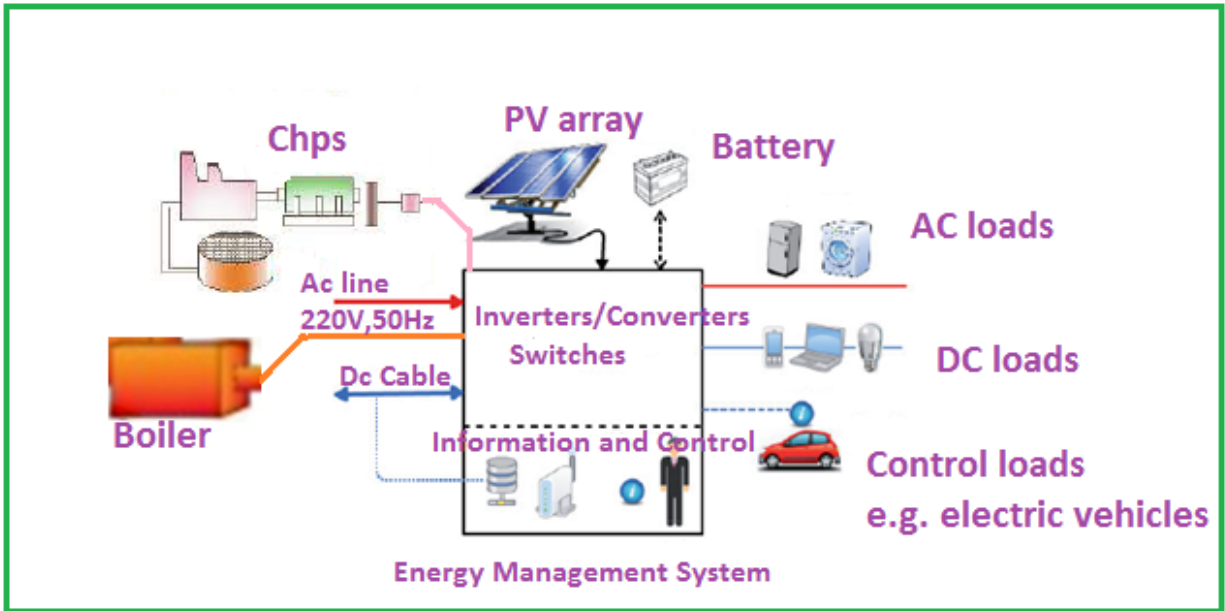 Chps
PV array
Battery
AC loads
Ac line
220V,50Hz
Inverters/Converters
Switches
Dc Cable
DC loads
Boiler
Information and Control
i
i
Control loads
e.g. electric vehicles
Energy Management System